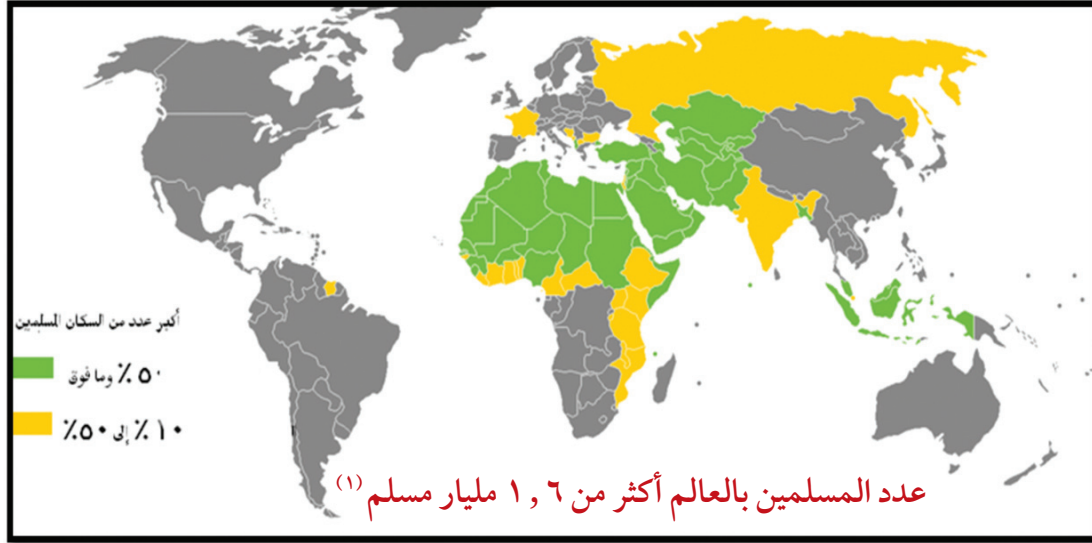 أكبر عدد من السكان المسلمين
٥٠٪ وما فوق
١٠٪ إلى ٥٠٪
عدد المسلمين بالعالم أكثر من ١,٦ مليار مسلم (١)